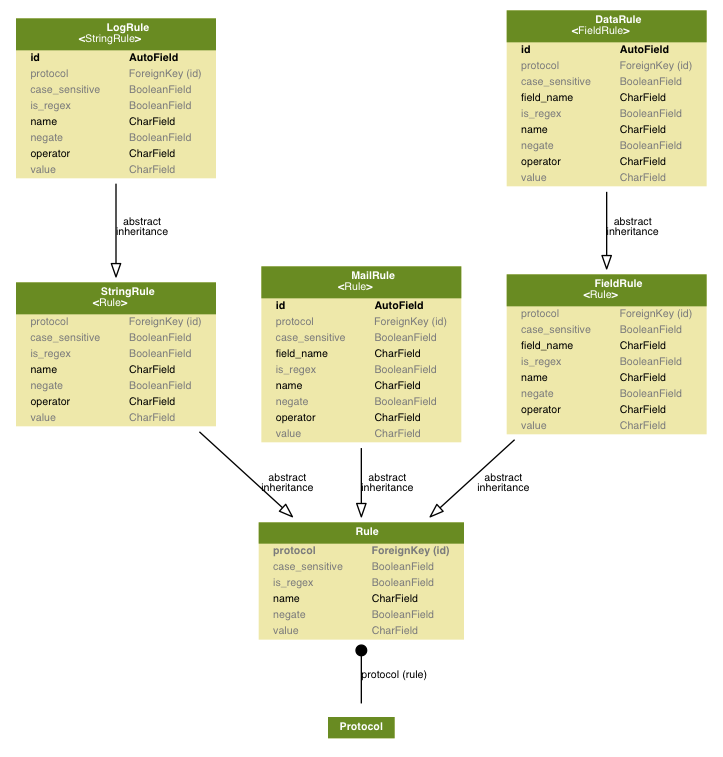 LogRule
<StringRule>
id AutoField
protocol ForeignKey (id)
case_sensitive BooleanField
is_regex BooleanField
name CharField
negate BooleanField
operator CharField
value CharField
DataRule
<FieldRule>
id AutoField
protocol ForeignKey (id)
case_sensitive BooleanField
field_name CharField
is_regex BooleanField
name CharField
negate BooleanField
operator CharField
value CharField
abstract
inheritance
abstract
inheritance
StringRule
<Rule>
protocol ForeignKey (id)
case_sensitive BooleanField
is_regex BooleanField
name CharField
negate BooleanField
operator CharField
value CharField
MailRule
<Rule>
id AutoField
protocol ForeignKey (id)
case_sensitive BooleanField
field_name CharField
is_regex BooleanField
name CharField
negate BooleanField
operator CharField
value CharField
FieldRule
<Rule>
protocol ForeignKey (id)
case_sensitive BooleanField
field_name CharField
is_regex BooleanField
name CharField
negate BooleanField
operator CharField
value CharField
abstract
inheritance
abstract
inheritance
abstract
inheritance
Rule
protocol ForeignKey (id)
case_sensitive BooleanField
is_regex BooleanField
name CharField
negate BooleanField
value CharField
protocol (rule)
Protocol